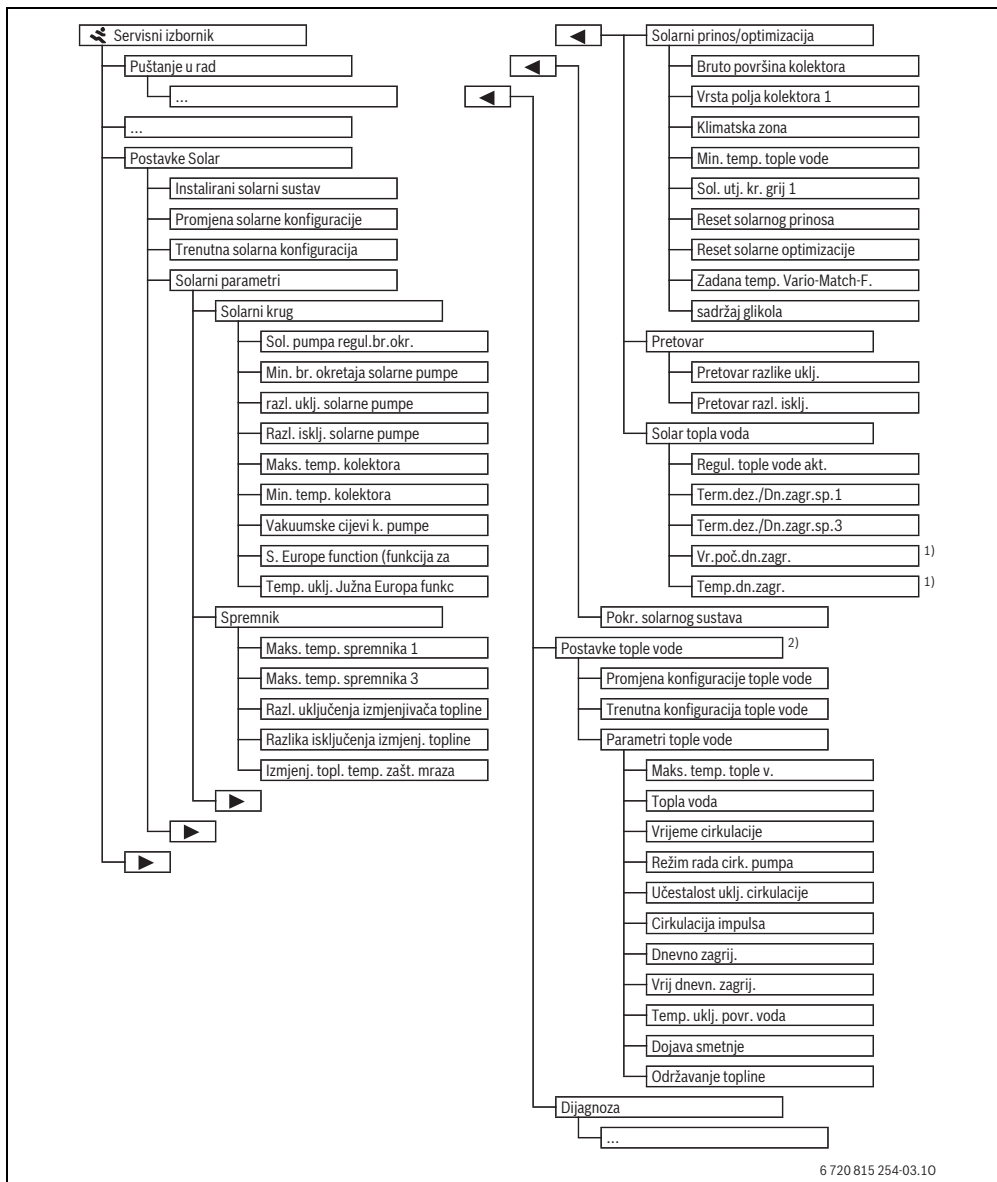 Servisni izbornik
Puštanje u rad
...
...
Postavke Solar
Instalirani solarni sustav
Promjena solarne konfiguracije
Trenutna solarna konfiguracija
Solarni parametri
Solarni krug
Sol. pumpa regul.br.okr.
Min. br. okretaja solarne pumpe
razl. uklj. solarne pumpe
Razl. isklj. solarne pumpe
Maks. temp. kolektora
Min. temp. kolektora
Vakuumske cijevi k. pumpe
S. Europe function (funkcija za
Temp. uklj. Južna Europa funkc
Spremnik
Maks. temp. spremnika 1
Maks. temp. spremnika 3
Razl. uključenja izmjenjivača topline
Razlika isključenja izmjenj. topline
Izmjenj. topl. temp. zašt. mraza
Solarni prinos/optimizacija
Bruto površina kolektora
Vrsta polja kolektora 1
Klimatska zona
Min. temp. tople vode
Sol. utj. kr. grij 1
Reset solarnog prinosa
Reset solarne optimizacije
Zadana temp. Vario-Match-F.
sadržaj glikola
Pretovar
Pretovar razlike uklj.
Pretovar razl. isklj.
Solar topla voda
Regul. tople vode akt.
Term.dez./Dn.zagr.sp.1
Term.dez./Dn.zagr.sp.3
Vr.poč.dn.zagr. 1)
Temp.dn.zagr. 1)
Pokr. solarnog sustava
Postavke tople vode 2)
Promjena konfiguracije tople vode
Trenutna konfiguracija tople vode
Parametri tople vode
Maks. temp. tople v.
Topla voda
Vrijeme cirkulacije
Režim rada cirk. pumpa
Učestalost uklj. cirkulacije
Cirkulacija impulsa
Dnevno zagrij.
Vrij dnevn. zagrij.
Temp. uklj. povr. voda
Dojava smetnje
Održavanje topline
Dijagnoza
...
6 720 815 254-03.1O